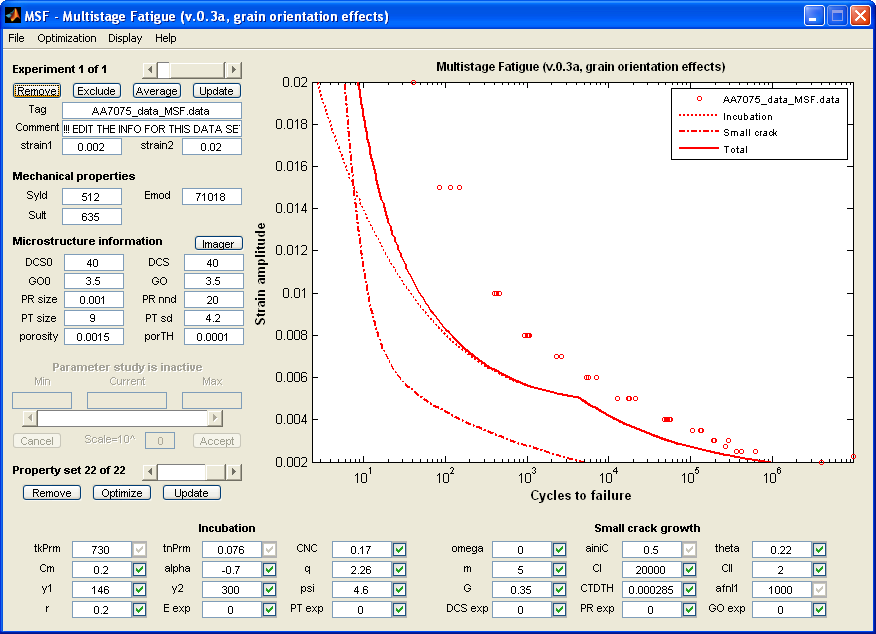 MSF - Multistage Fatigue (v.0.3a, grain orientation effects)
File Optimization Display Help
Experiment 1 of 1
Remove Exclude Average Update
Tag AA7075_data_MSF.data
Comment !!! EDIT THE INFO FOR THIS DATA SE
strain1 0.002 strain2 0.02
Mechanical properties
Syld 512 Emod 71018
Sult 635
Microstructure information Imager
DCS0 40 DCS 40
GO0 3.5 GO 3.5
PR size 0.001 PR nnd 20
PT size 9 PT sd 4.2
porosity 0.0015 porTH 0.0001
Parameter study is inactive
Min Current Max
Cancel Scale=10^ 0 Accept
Property set 22 of 22
Remove Optimize Update
Multistage Fatigue (v.0.3a, grain orientation effects)
AA7075_data_MSF.data
Incubation
Small crack
Total
Strain amplitude
0.02
0.018
0.016
0.014
0.012
0.01
0.008
0.006
0.004
0.002
10^1 10^2 10^3 10^4 10^5 10^6
Cycles to failure
Incubation
tkPrm 730 tnPrm 0.076 CNC 0.17
Cm 0.2 alpha -0.7 q 2.26
y1 146 y2 300 psi 4.6
r 0.2 E exp 0 PT exp 0
Small crack growth
omega 0 ainiC 0.5 theta 0.22
m 5 CI 20000 CII 2
G 0.35 CTDTH 0.000285 afnl1 1000
DCS exp 0 PR exp 0 GO exp 0